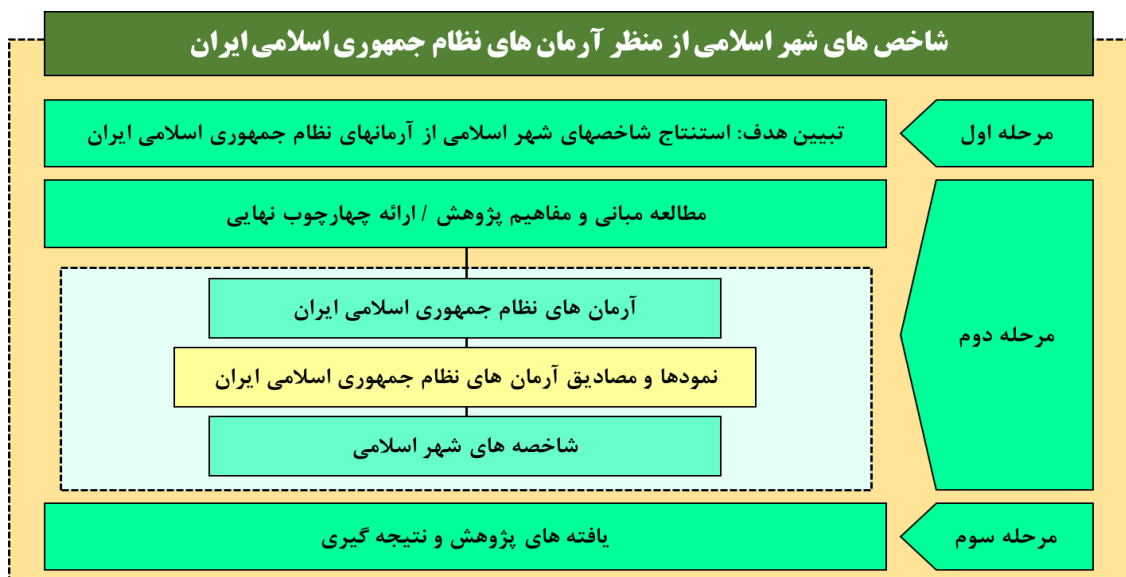 شاخص های شهر اسلامی از منظر آرمان های نظام جمهوری اسلامی ایران
مرحله اول
تبیین هدف: استنتاج شاخصهای شهر اسلامی از آرمانهای نظام جمهوری اسلامی ایران
مرحله دوم
مطالعه مبانی و مفاهیم پژوهش / ارائه چهارچوب نهایی
آرمان های نظام جمهوری اسلامی ایران
نمودها و مصادیق آرمان های نظام جمهوری اسلامی ایران
شاخصه های شهر اسلامی
مرحله سوم
یافته های پژوهش و نتیجه گیری